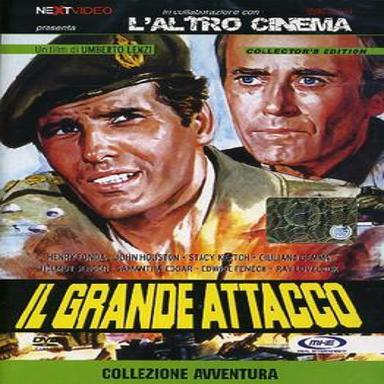 NEXTVIDEO
presenta
in collaborazione con
L'ALTRO CINEMA
Un film di UMBERTO LENZI
COLLECTOR'S EDITION
HENRY FONDA · JOHN HUSTON · STACY KEACH · GIULIANO GEMMA
HELMUT BERGER · SAMANTHA EGGAR · EDWIGE FENECH · RAY LOVELOCK
IL GRANDE ATTACCO
DVD
MHE
COLLEZIONE AVVENTURA